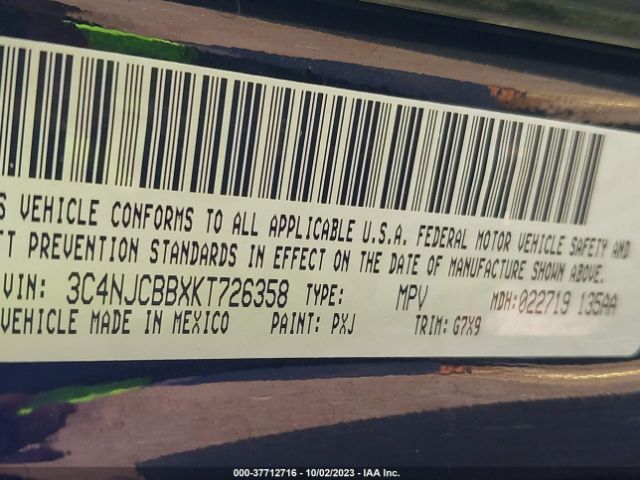 S VEHICLE CONFORMS TO ALL APPLICABLE U.S.A. FEDERAL MOTOR VEHICLE SAFETY AND
FT PREVENTION STANDARDS IN EFFECT ON THE DATE OF MANUFACTURE SHOWN ABOVE.
VIN: 3C4NJCBBXKT726358 TYPE: MPV MDH:022719 135AA
VEHICLE MADE IN MEXICO PAINT: PXJ TRIM: G7X9
000-37712716 - 10/02/2023 - IAA Inc.